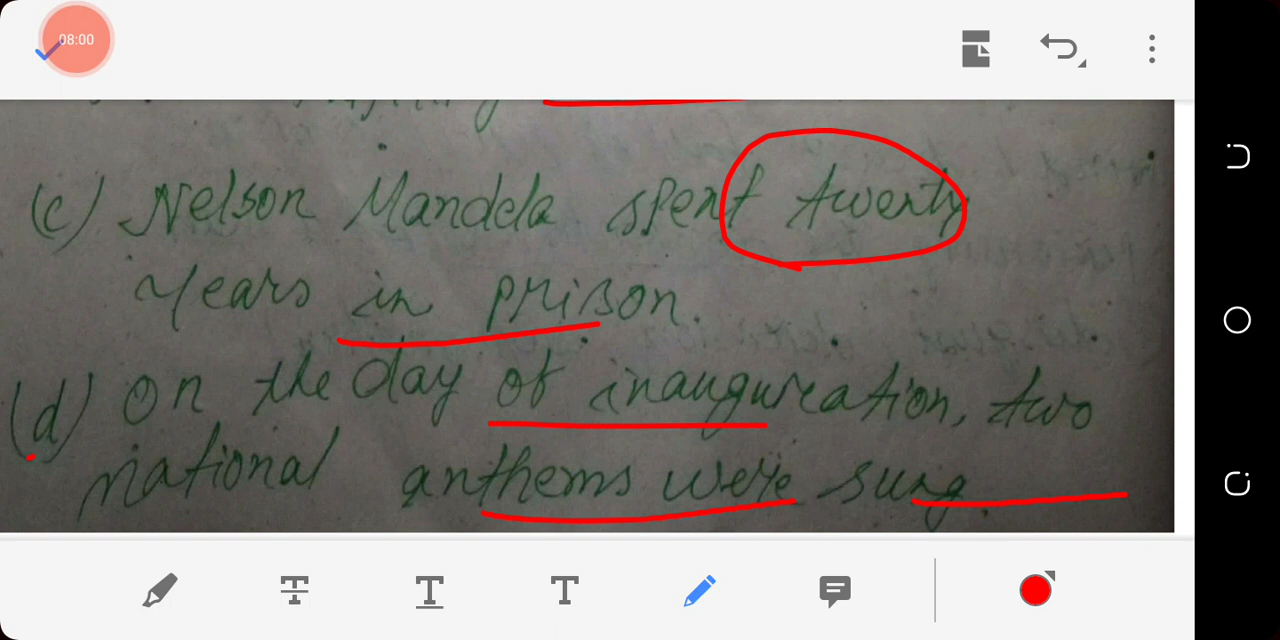 08:00
(c) Nelson Mandela spent twenty
years in prison.
(d) On the day of inauguration, two
national anthems were sung.